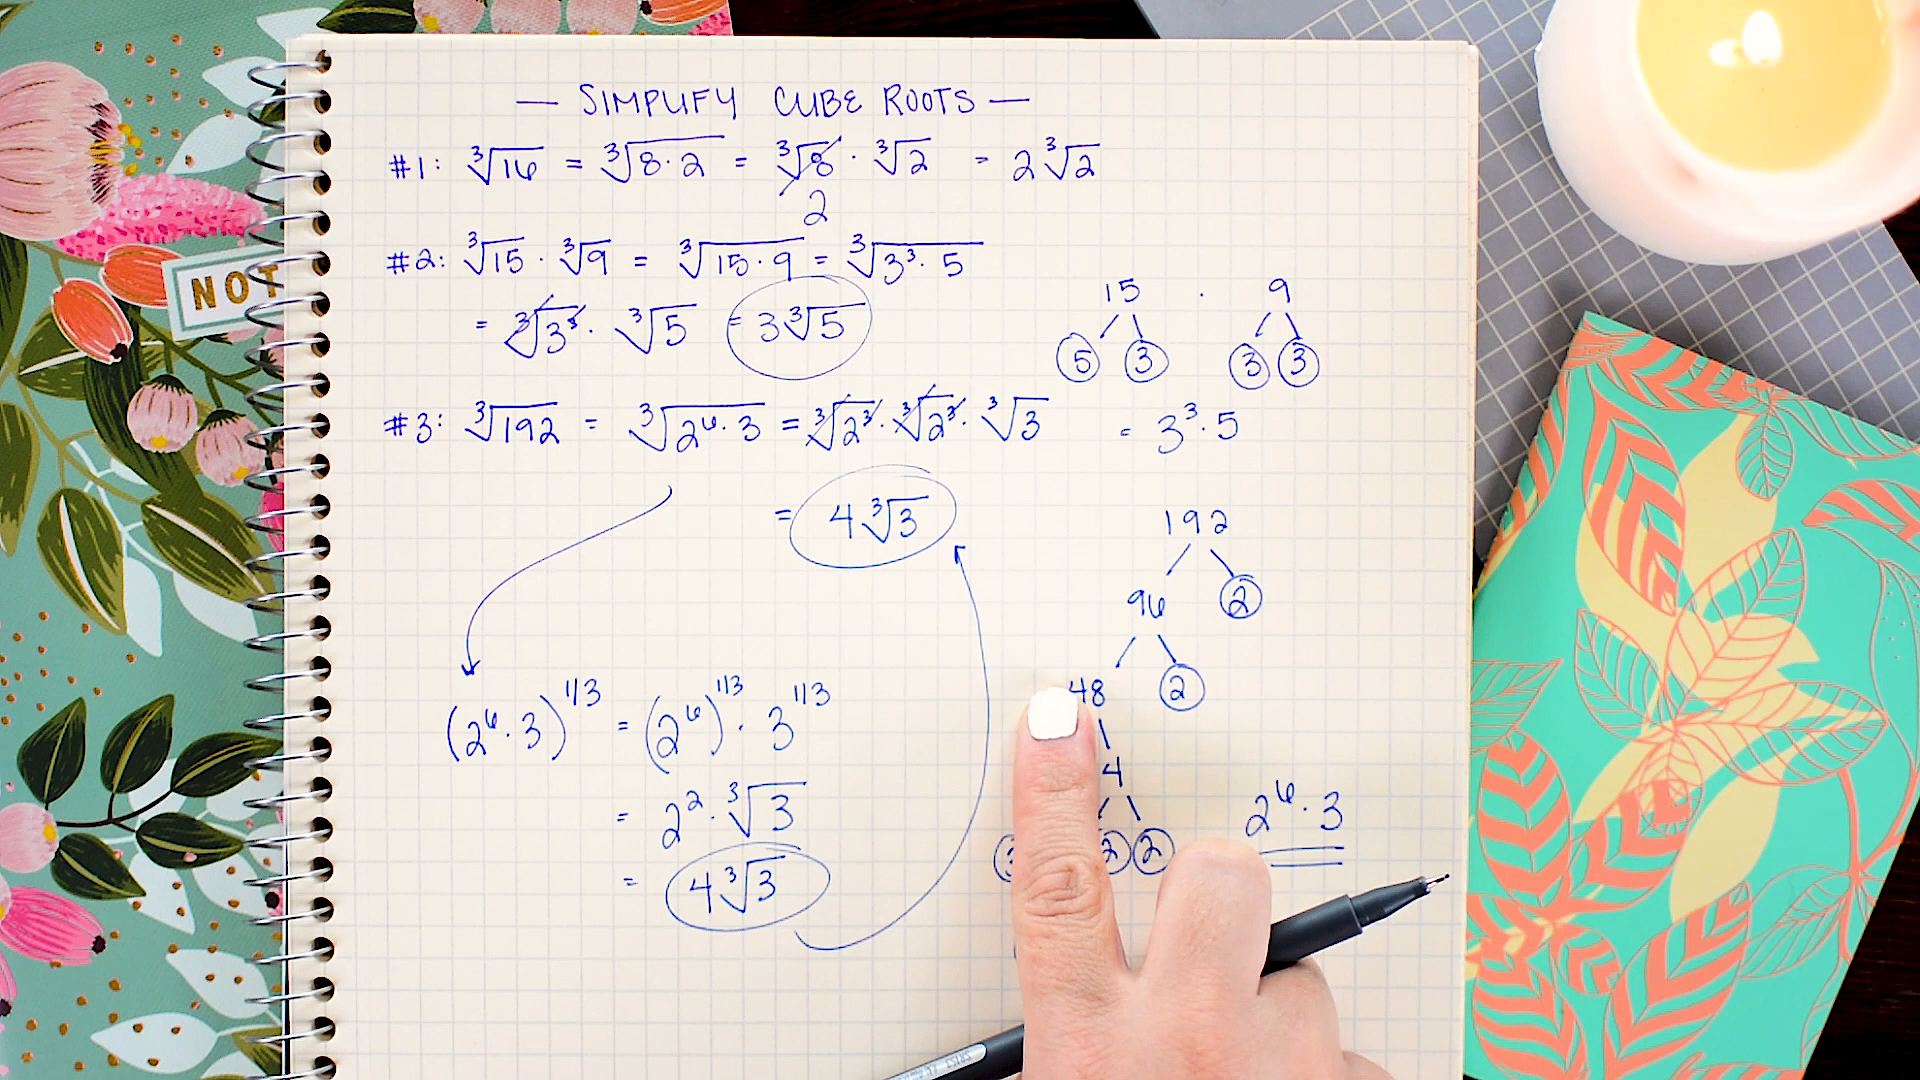 — SIMPLIFY CUBE ROOTS —
#1: ∛16 = ∛8·2 = ∛8 · ∛2 = 2∛2
2
#2: ∛15 · ∛9 = ∛15·9 = ∛3³·5
= ∛3³ · ∛5 = 3∛5
15 · 9
5 3 3 3
= 3³·5
#3: ∛192 = ∛2⁶·3 = ∛2³ · ∛2³ · ∛3
= 4∛3
192
96 2
48 2
4
2 2
2⁶·3
(2⁶·3)^1/3 = (2⁶)^1/3 · 3^1/3
= 2² · ∛3
= 4∛3
NOT